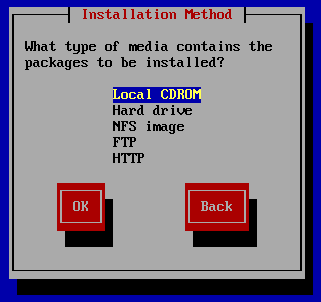 Installation Method
What type of media contains the
packages to be installed?
Local CDROM
Hard drive
NFS image
FTP
HTTP
OK
Back